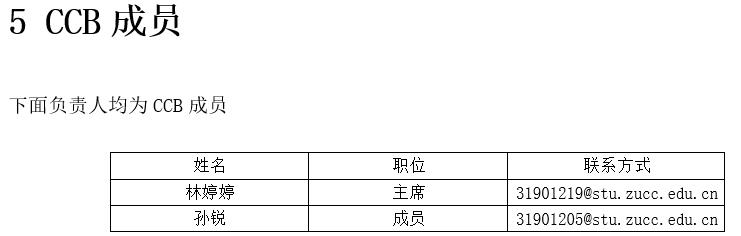 5 CCB 成员
下面负责人均为 CCB 成员
姓名 职位 联系方式
林婷婷 主席 31901219@stu.zucc.edu.cn
孙锐 成员 31901205@stu.zucc.edu.cn